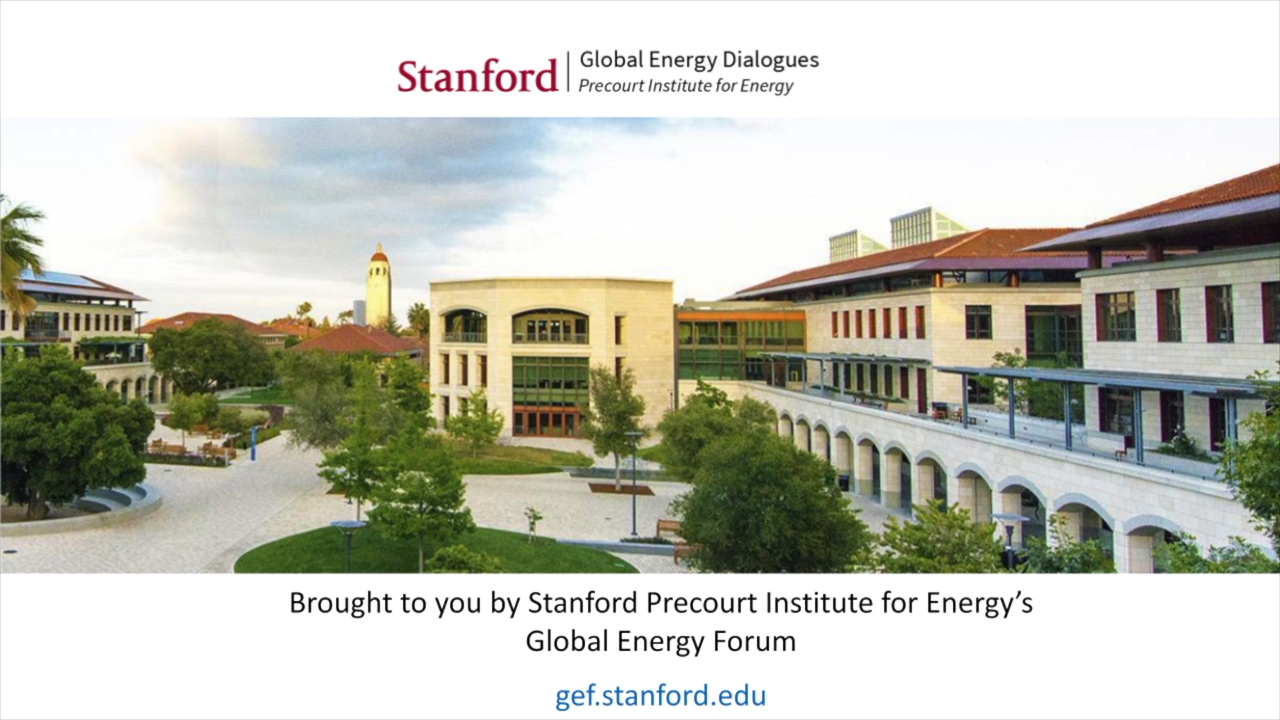 Stanford
Global Energy Dialogues
Precourt Institute for Energy
Brought to you by Stanford Precourt Institute for Energy’s
Global Energy Forum
gef.stanford.edu